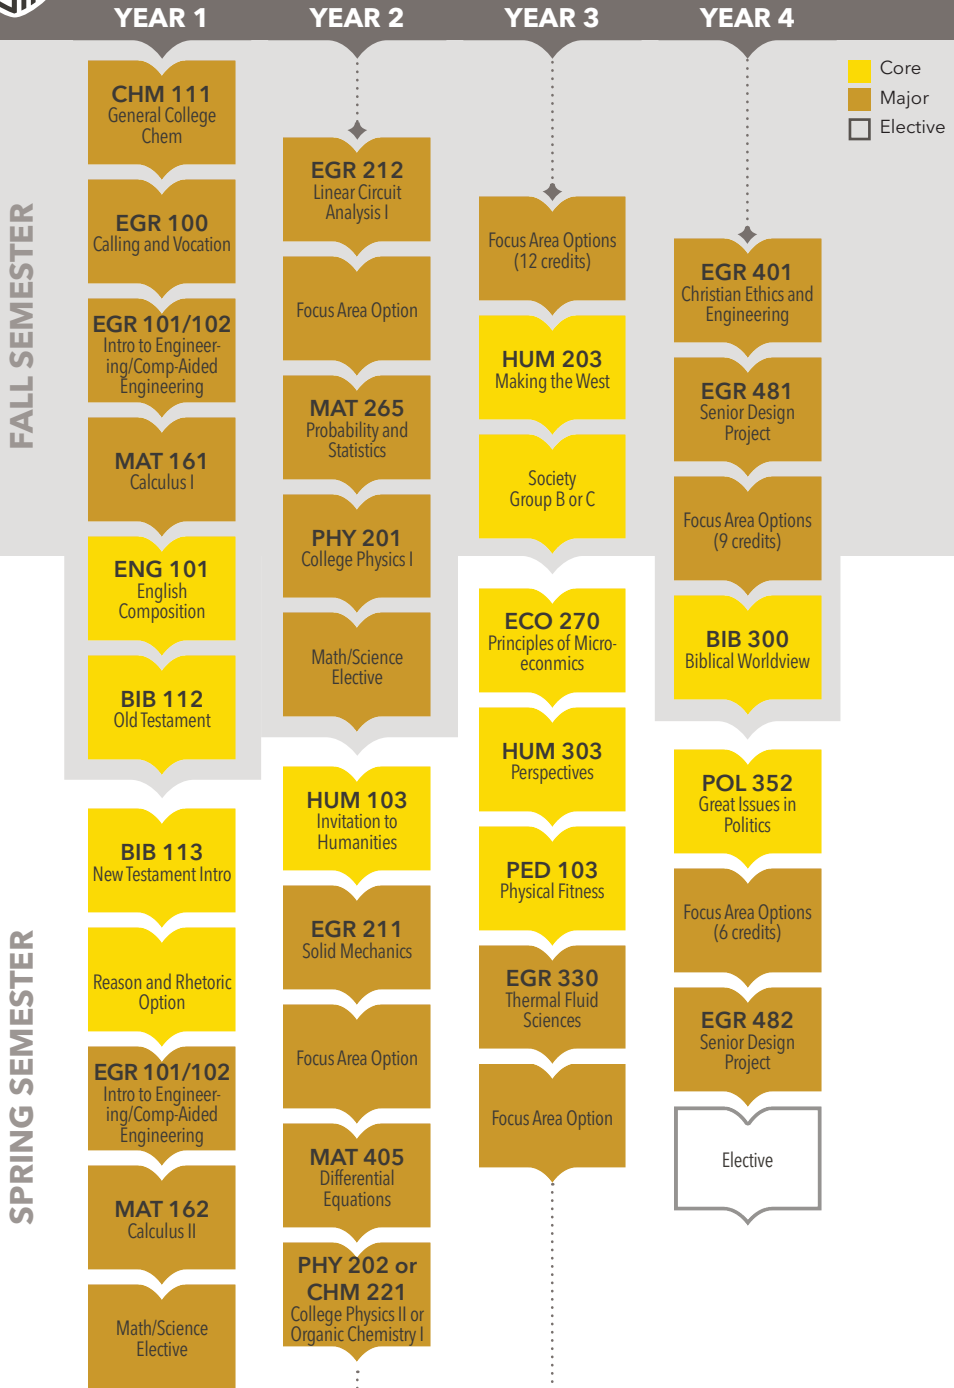 YEAR 1
YEAR 2
YEAR 3
YEAR 4
Core
Major
Elective
FALL SEMESTER
CHM 111
General College
Chem
EGR 100
Calling and Vocation
EGR 101/102
Intro to Engineer-
ing/Comp-Aided
Engineering
MAT 161
Calculus I
ENG 101
English
Composition
BIB 112
Old Testament
SPRING SEMESTER
BIB 113
New Testament Intro
Reason and Rhetoric
Option
EGR 101/102
Intro to Engineer-
ing/Comp-Aided
Engineering
MAT 162
Calculus II
Math/Science
Elective
EGR 212
Linear Circuit
Analysis I
Focus Area Option
MAT 265
Probability and
Statistics
PHY 201
College Physics I
Math/Science
Elective
HUM 103
Invitation to
Humanities
EGR 211
Solid Mechanics
Focus Area Option
MAT 405
Differential
Equations
PHY 202 or
CHM 221
College Physics II or
Organic Chemistry I
Focus Area Options
(12 credits)
HUM 203
Making the West
Society
Group B or C
ECO 270
Principles of Micro-
econmics
HUM 303
Perspectives
PED 103
Physical Fitness
EGR 330
Thermal Fluid
Sciences
Focus Area Option
EGR 401
Christian Ethics and
Engineering
EGR 481
Senior Design
Project
Focus Area Options
(9 credits)
BIB 300
Biblical Worldview
POL 352
Great Issues in
Politics
Focus Area Options
(6 credits)
EGR 482
Senior Design
Project
Elective